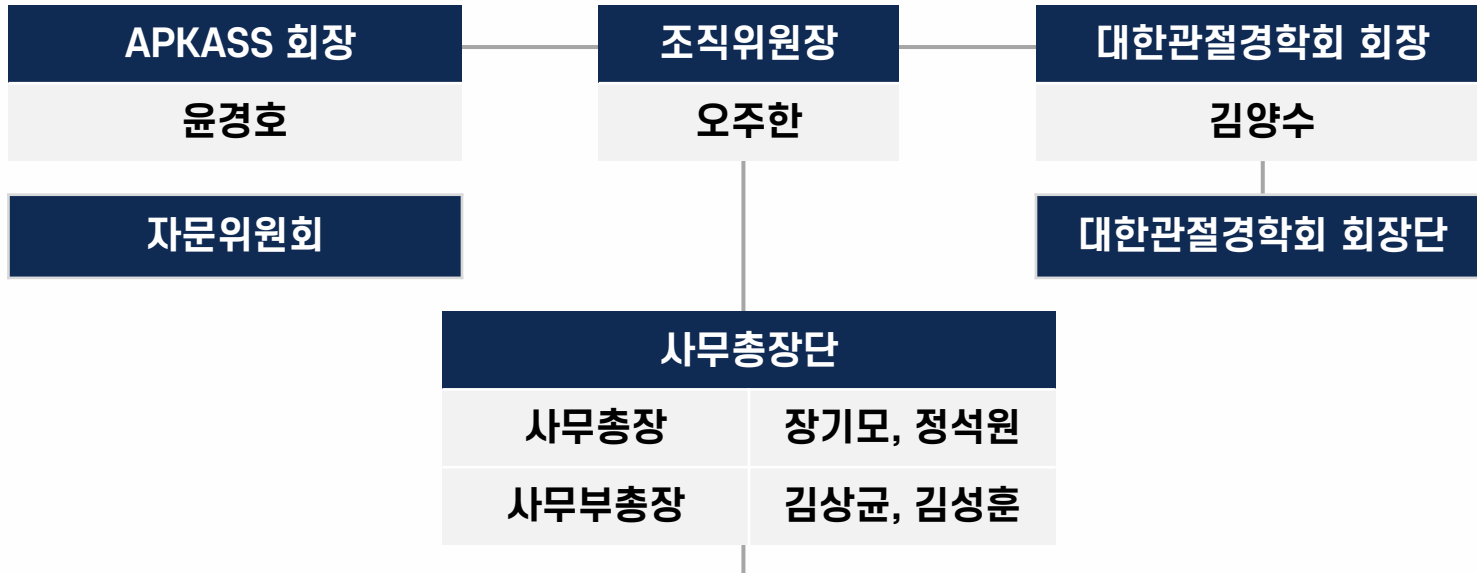 APKASS 회장
조직위원장
대한관절경학회 회장
윤경호
오주한
김양수
자문위원회
대한관절경학회 회장단
사무총장단
사무총장
장기모, 정석원
사무부총장
김상균, 김성훈